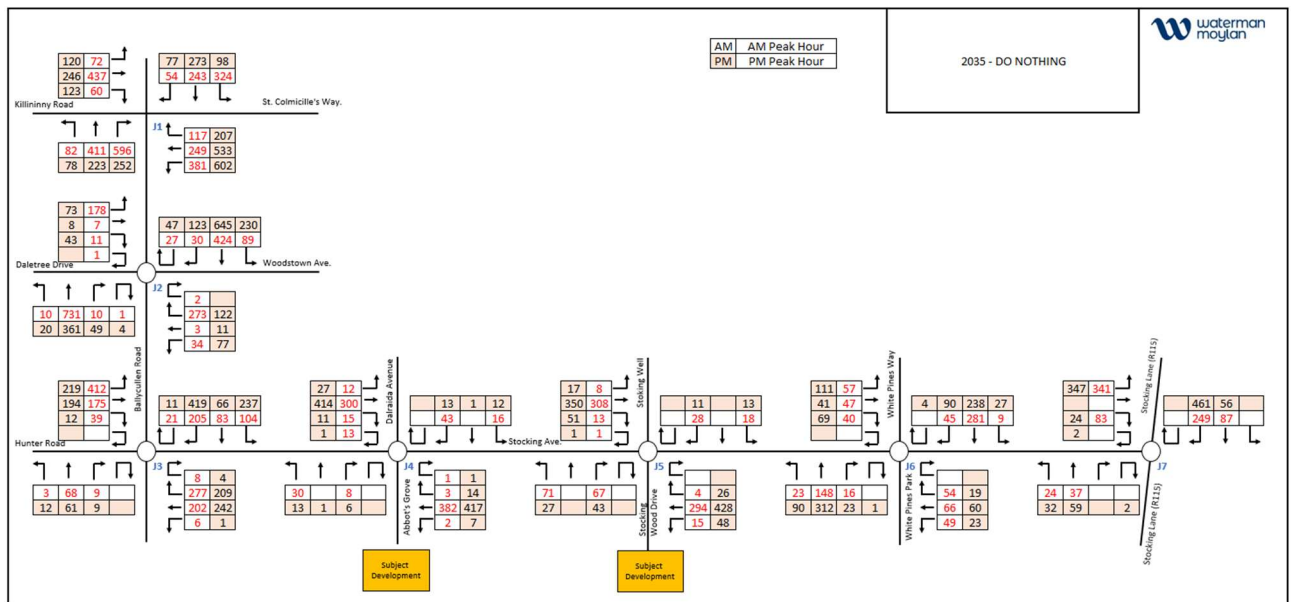 waterman
moylan
AM AM Peak Hour
PM PM Peak Hour
2035 - DO NOTHING
120 72
246 437
123 60
77 273 98
54 243 324
Killininny Road
St. Colmicille's Way.
J1
82 411 596
78 223 252
117 207
249 533
381 602
73 178
8 7
43 11
1
47 123 645 230
27 30 424 89
Daletree Drive
Woodstown Ave.
J2
10 731 10 1
20 361 49 4
2
273 122
3 11
34 77
Ballycullen Road
219 412
194 175
12 39
11 419 66 237
21 205 83 104
Hunter Road
J3
3 68 9
12 61 9
8 4
277 209
202 242
6 1
27 12
414 300
11 15
1 13
Dalraida Avenue
13 1 12
43 16
Stocking Ave.
J4
30 8
13 1 6
Abbot's Grove
1 1
3 14
382 417
2 7
Subject
Development
17 8
350 308
51 13
1 1
Stoking Well
11 13
28 18
J5
71 67
27 43
Stocking
Wood Drive
4 26
294 428
15 48
Subject
Development
111 57
41 47
69 40
White Pines Way
4 90 238 27
45 281 9
J6
23 148 16
90 312 23 1
White Pines Park
54 19
66 60
49 23
347 341
24 83
2
Stocking Lane (R115)
461 56
249 87
J7
24 37
32 59 2
Stocking Lane (R115)